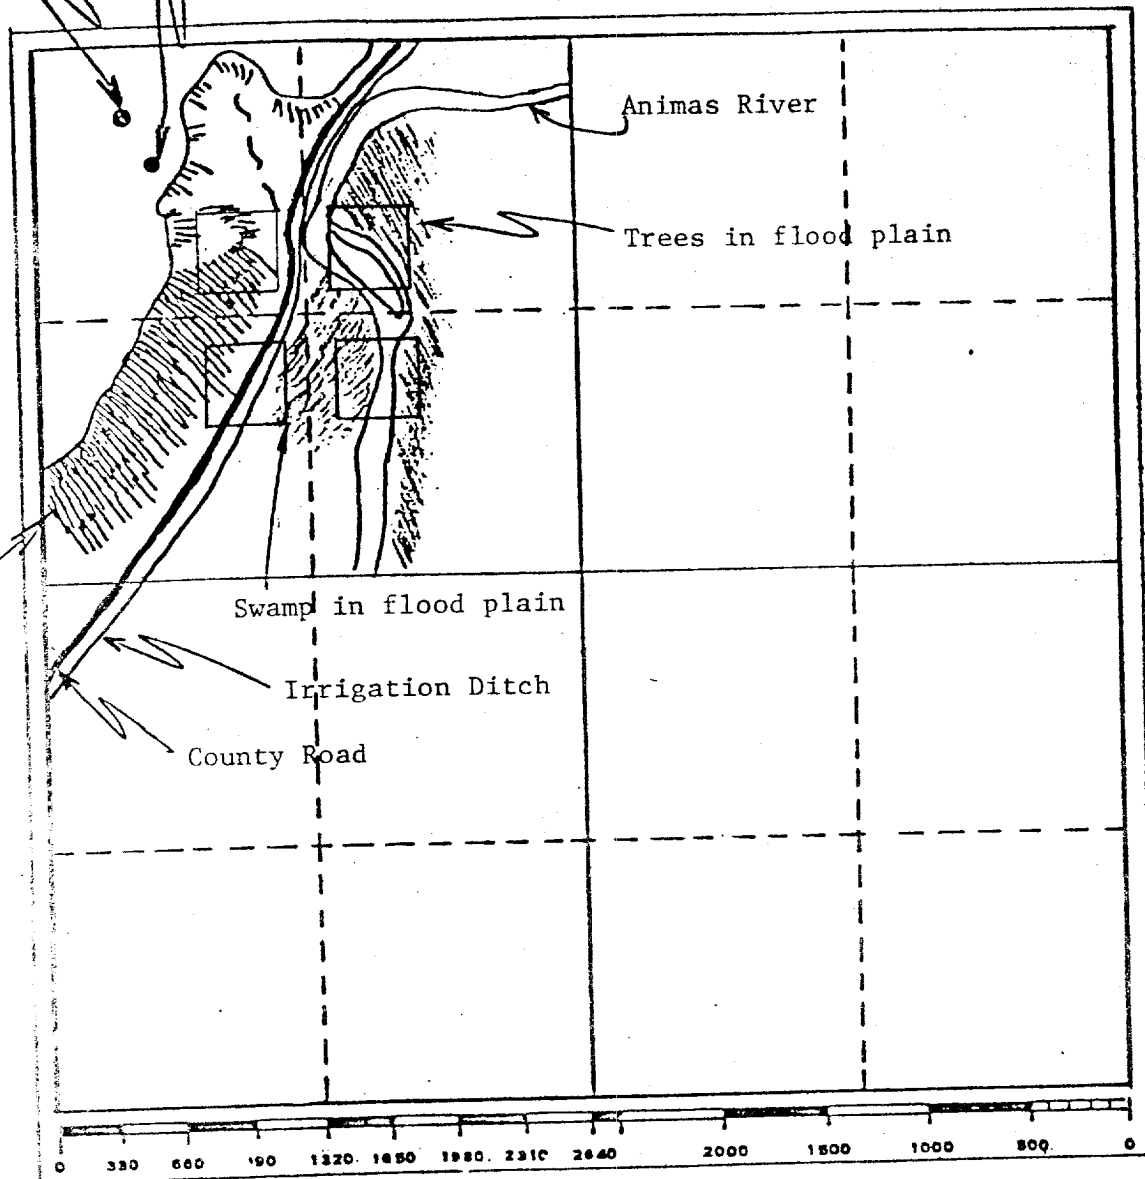 Animas River
Trees in flood plain
Swamp in flood plain
Irrigation Ditch
County Road
0 330 660 '90 1320. 1650 1980. 2310 2640 2000 1500 1000 500. 0